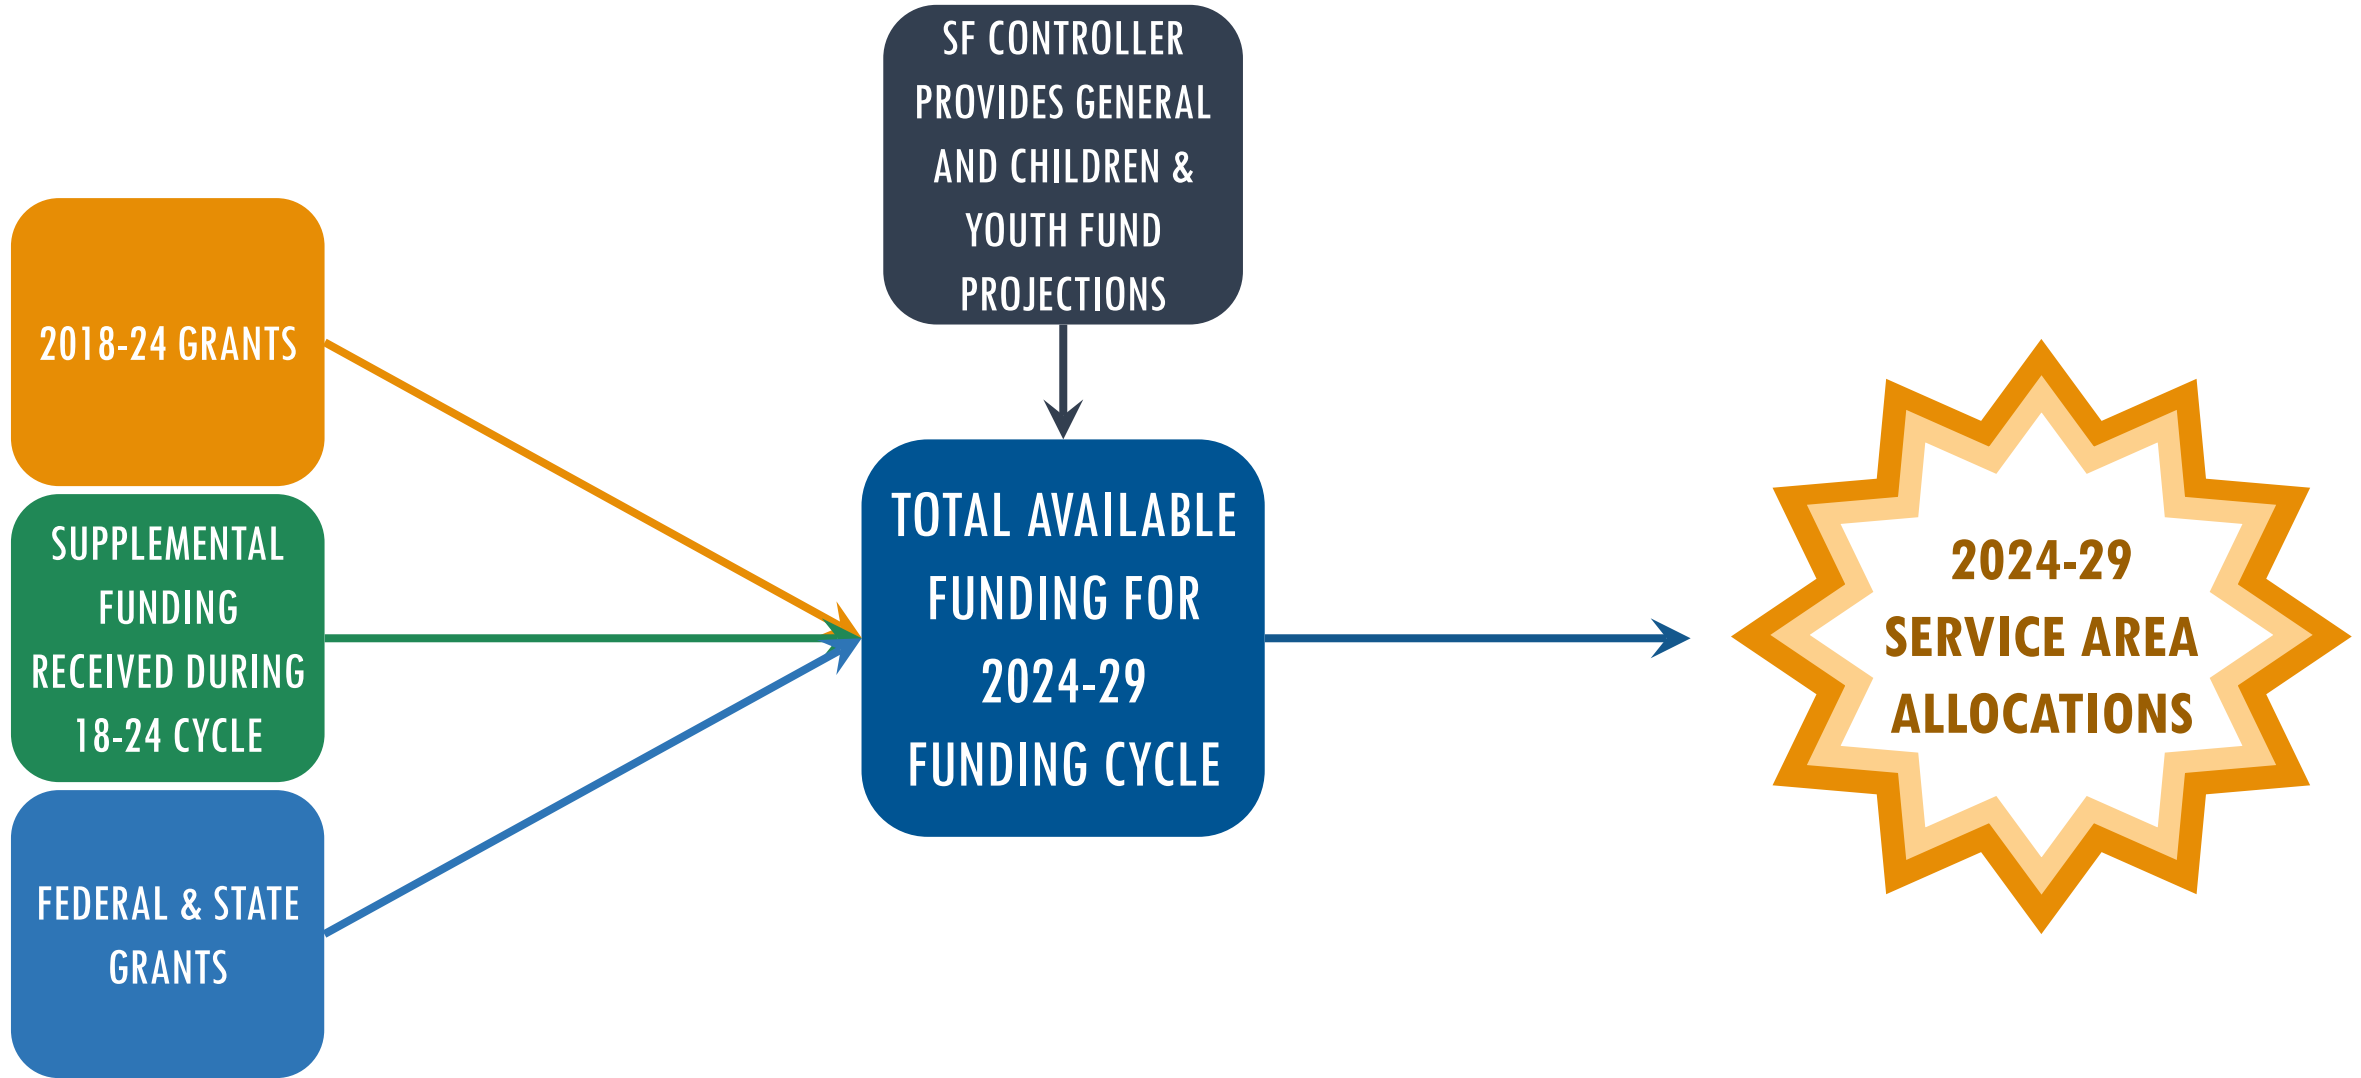 SF CONTROLLER
PROVIDES GENERAL
AND CHILDREN &
YOUTH FUND
PROJECTIONS
2018-24 GRANTS
SUPPLEMENTAL
FUNDING
RECEIVED DURING
18-24 CYCLE
FEDERAL & STATE
GRANTS
TOTAL AVAILABLE
FUNDING FOR
2024-29
FUNDING CYCLE
2024-29
SERVICE AREA
ALLOCATIONS